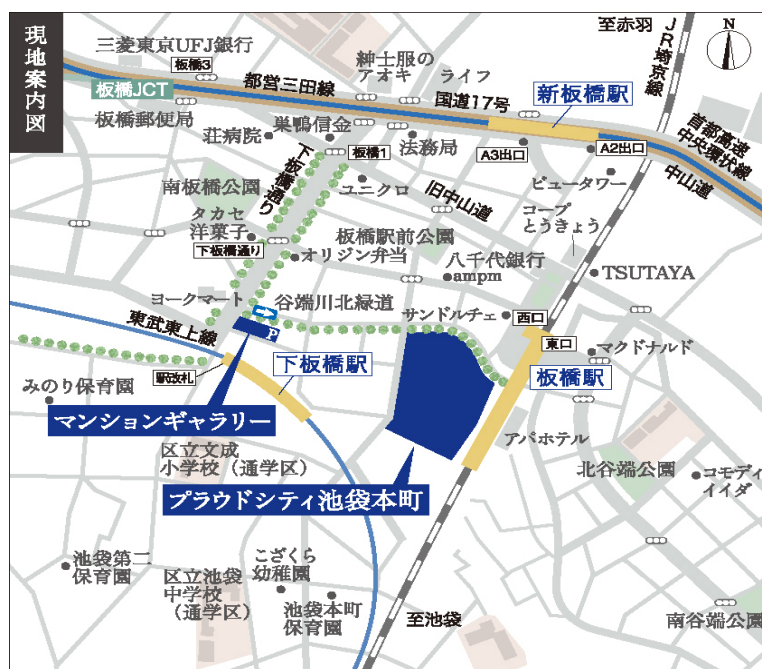 現地案内図
至赤羽
JR埼京線
N
三菱東京UFJ銀行
板橋3
紳士服の
アオキ
ライフ
都営三田線
国道17号
新板橋駅
板橋JCT
板橋郵便局
荘病院
巣鴨信金
板橋1
法務局
A3出口
A2出口
首都高速
中央環状線
中山道
下板橋通り
南板橋公園
ユニクロ
旧中山道
ビュータワー
コープ
とうきょう
タカセ
洋菓子
下板橋通り
オリジン弁当
板橋駅前公園
八千代銀行
ampm
TSUTAYA
ヨークマート
谷端川北緑道
サンドルチェ
西口
東口
マクドナルド
東武東上線
P
駅改札
下板橋駅
板橋駅
みのり保育園
マンションギャラリー
アパホテル
区立文成
小学校（通学区）
プラウドシティ池袋本町
北谷端公園
コモディ
イイダ
池袋第二
保育園
区立池袋
中学校
（通学区）
こざくら
幼稚園
池袋本町
保育園
至池袋
南谷端公園